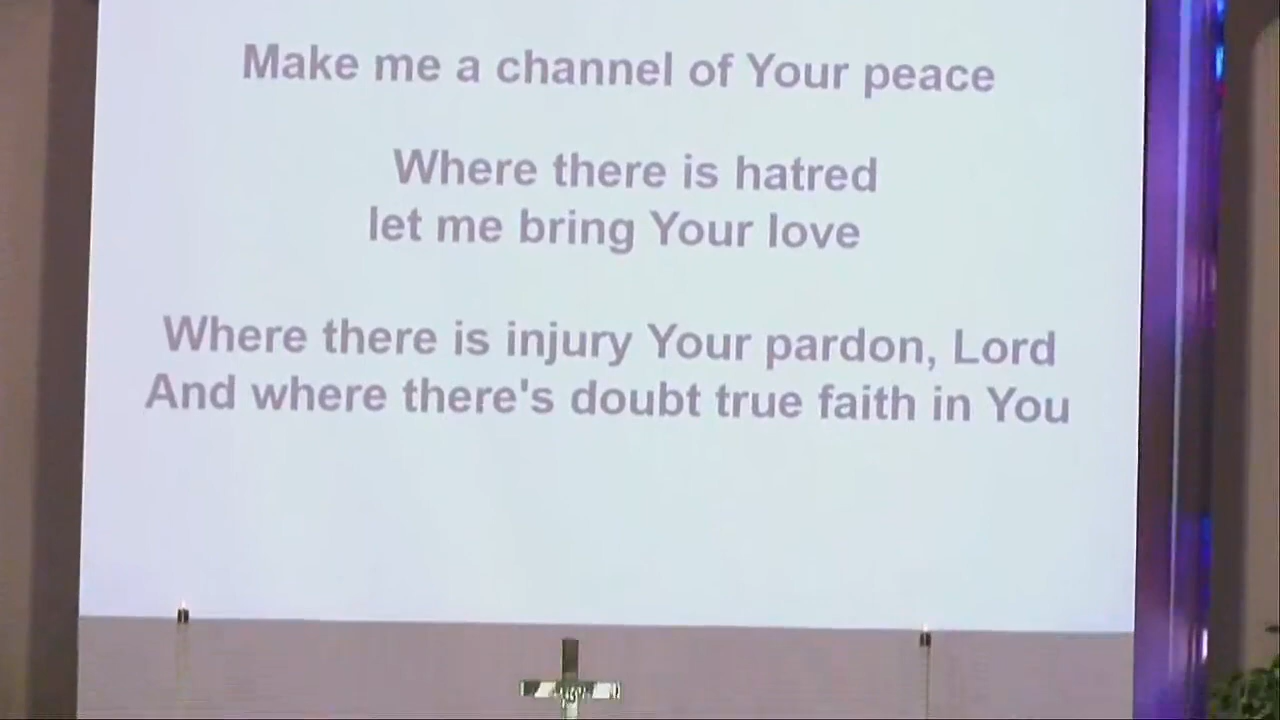 Make me a channel of Your peace
Where there is hatred
let me bring Your love
Where there is injury Your pardon, Lord
And where there's doubt true faith in You